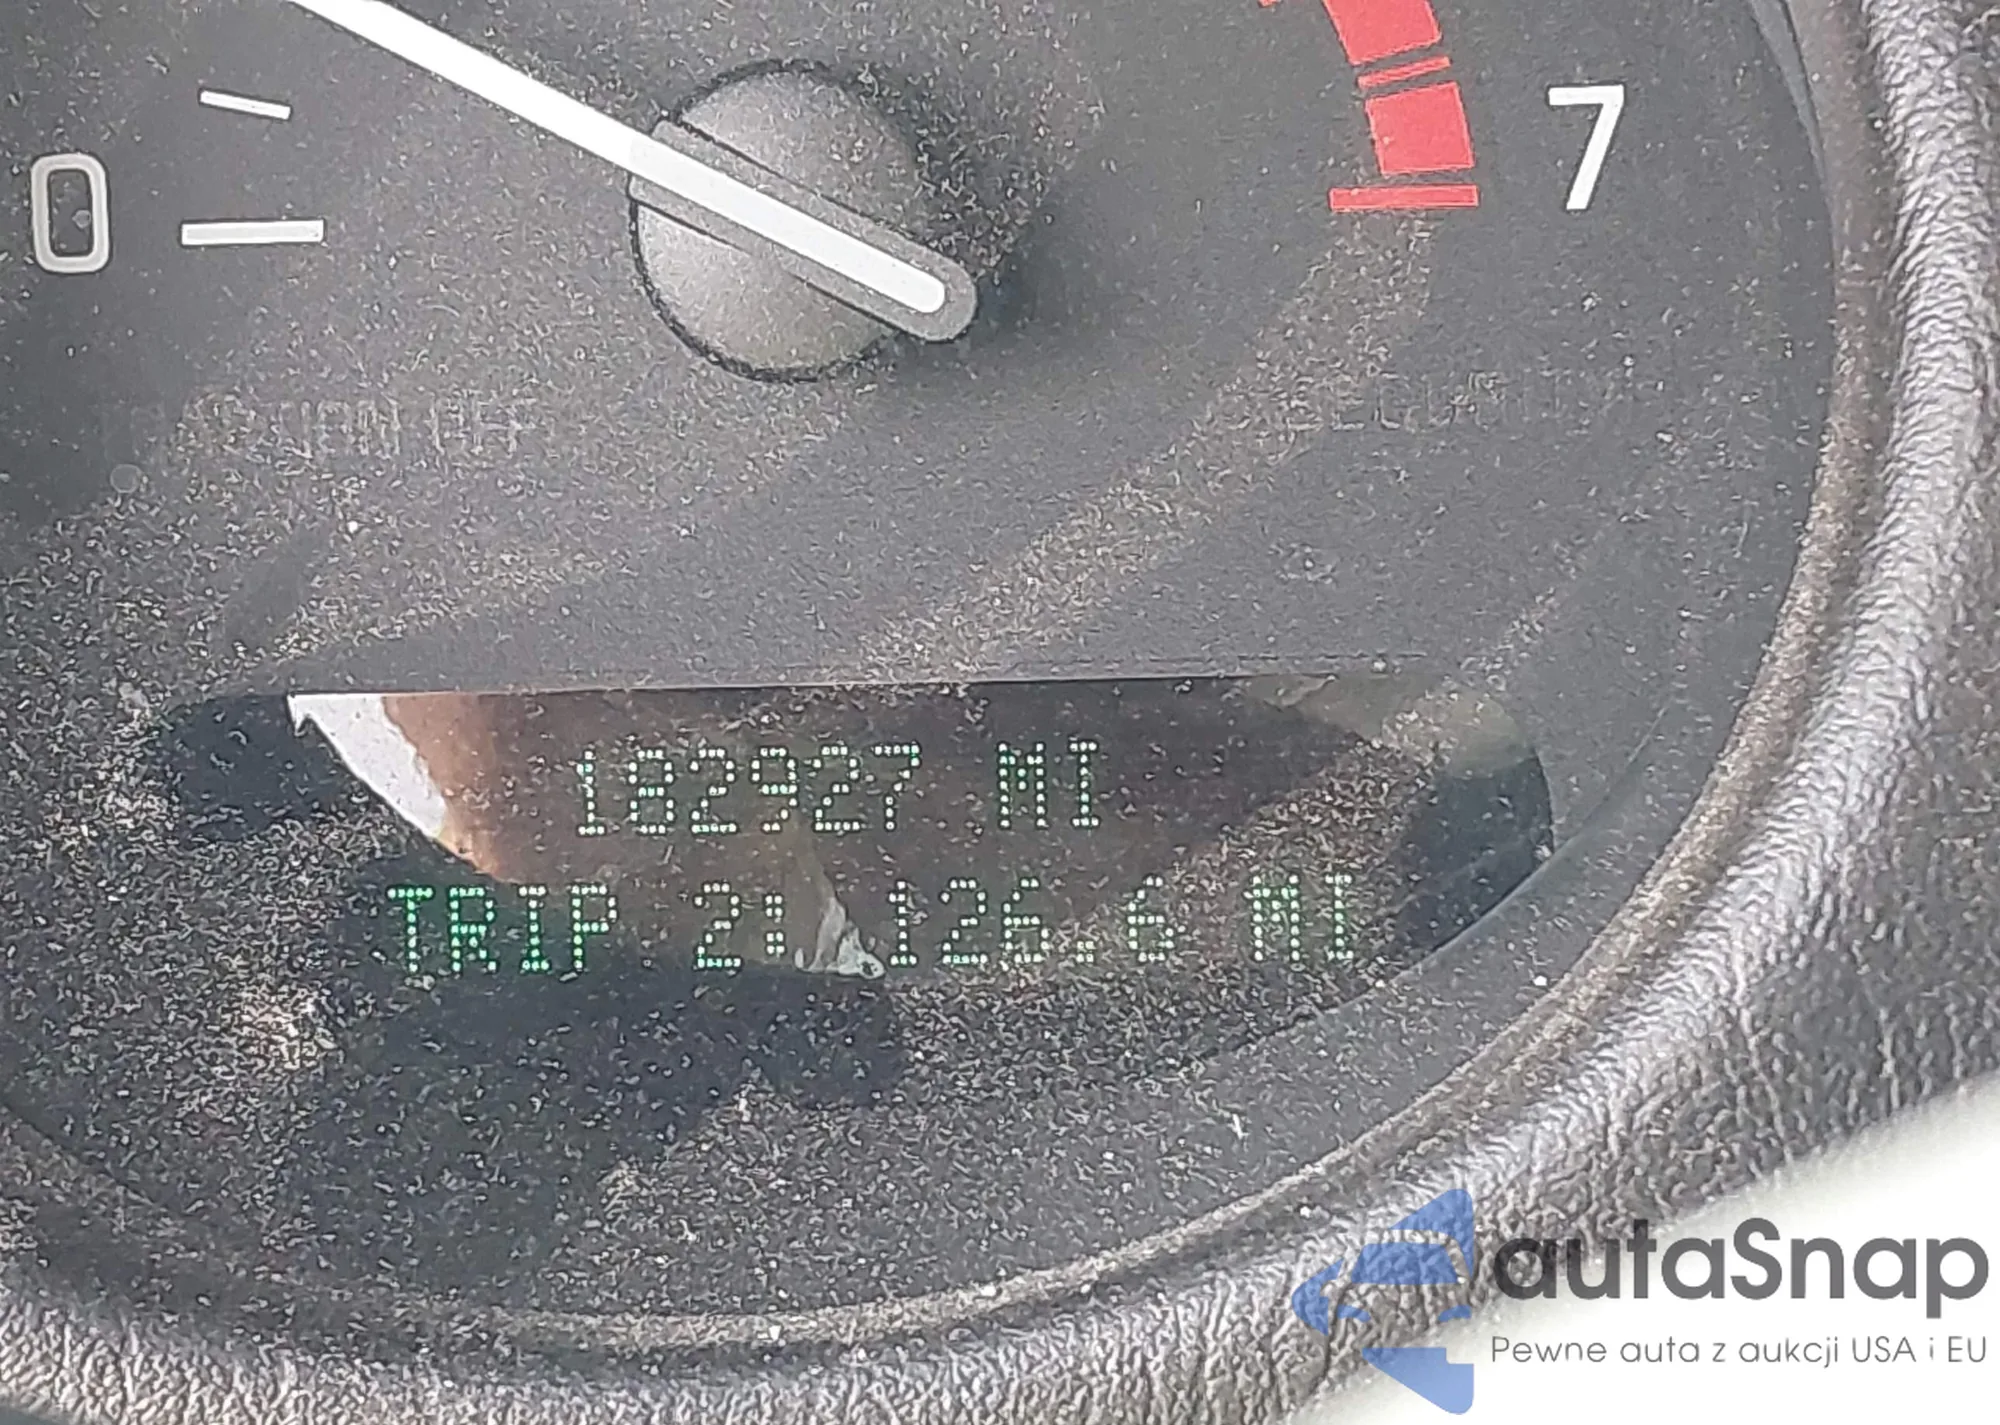 0
7
182927 MI
TRIP 2: 126.6 MI
autaSnap
Pewne auta z aukcji USA i EU